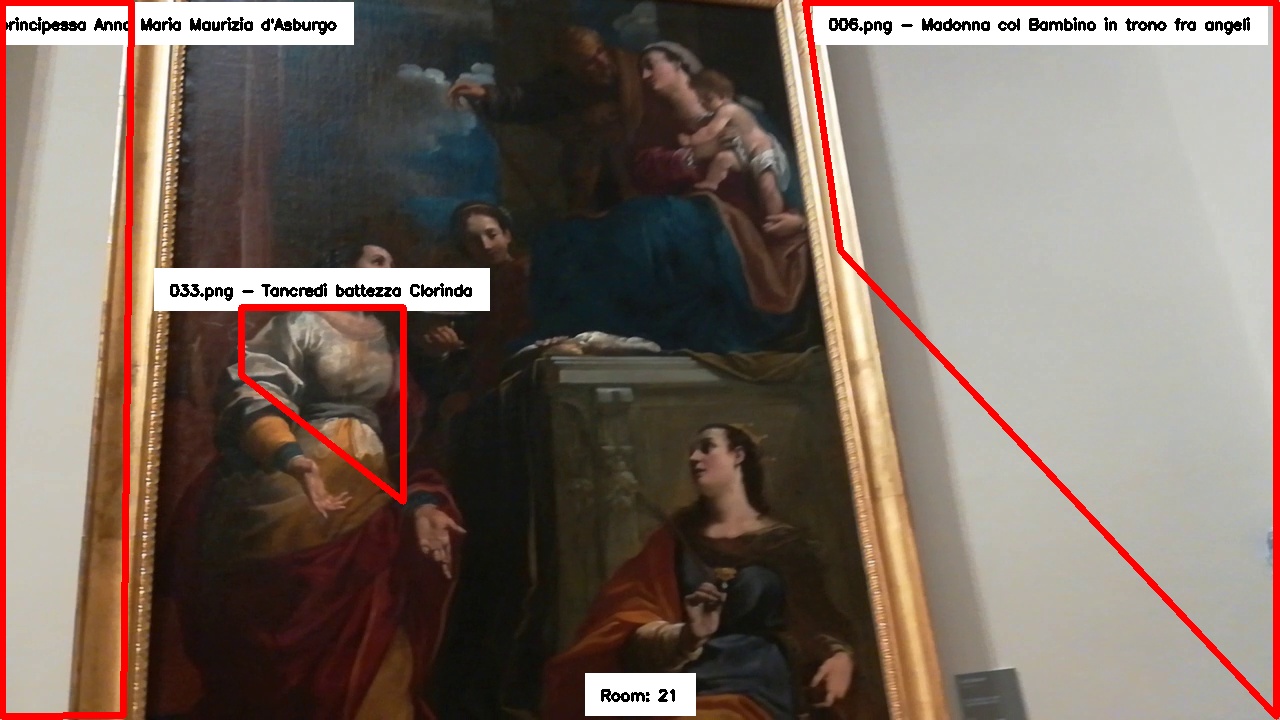 principessa Anna Maria Maurizia d'Asburgo
006.png - Madonna col Bambino in trono fra angeli
033.png - Tancredi battezza Clorinda
Room: 21